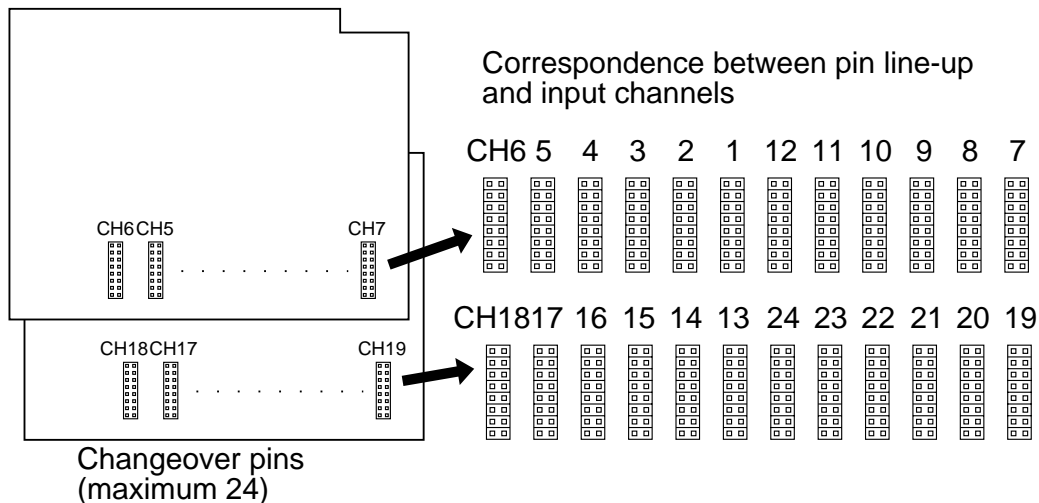 Correspondence between pin line-up
and input channels
CH6 5 4 3 2 1 12 11 10 9 8 7
CH6 CH5 CH7
CH18 17 16 15 14 13 24 23 22 21 20 19
CH18 CH17 CH19
Changeover pins
(maximum 24)